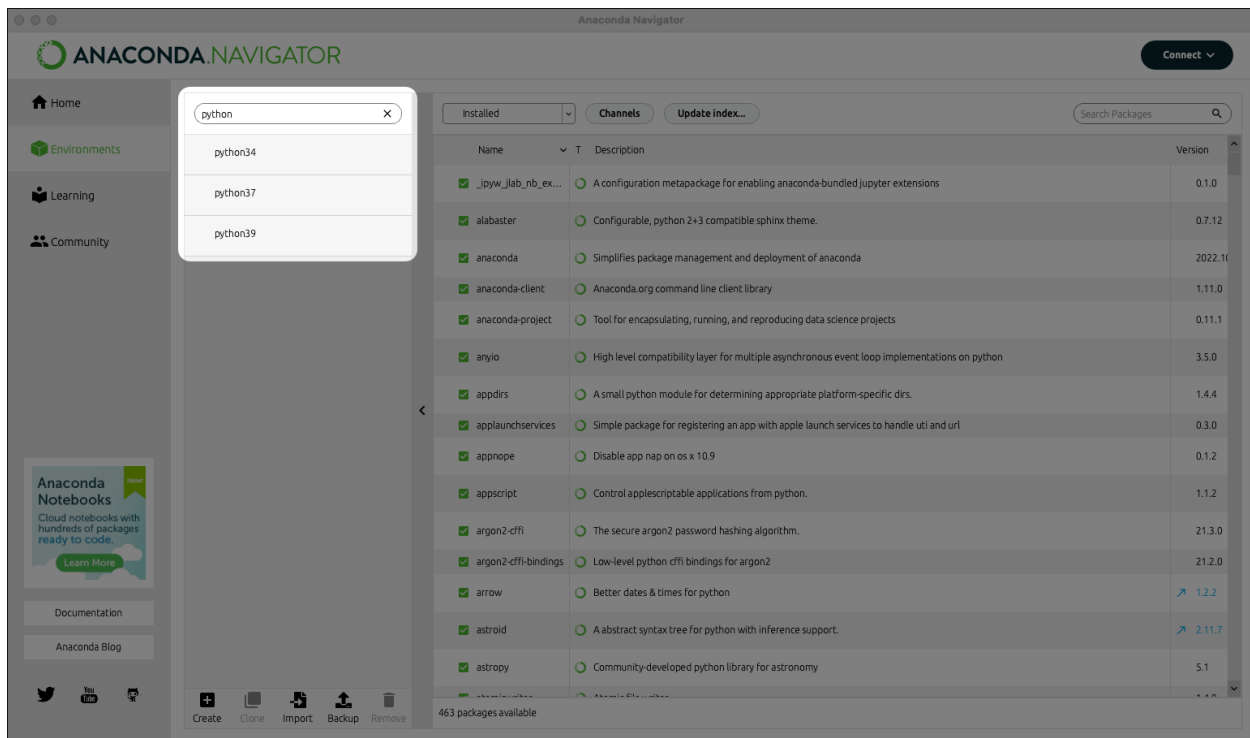 Anaconda Navigator
ANACONDA.NAVIGATOR
Connect
Home
Environments
Learning
Community
Anaconda
Notebooks
Cloud notebooks with
hundreds of packages
ready to code.
Learn More
Documentation
Anaconda Blog
You
Tube
python
python34
python37
python39
Create Clone Import Backup Remove
Installed Channels Update index... Search Packages
Name T Description Version
_ipyw_jlab_nb_ex... A configuration metapackage for enabling anaconda-bundled jupyter extensions 0.1.0
alabaster Configurable, python 2+3 compatible sphinx theme. 0.7.12
anaconda Simplifies package management and deployment of anaconda 2022.10
anaconda-client Anaconda.org command line client library 1.11.0
anaconda-project Tool for encapsulating, running, and reproducing data science projects 0.11.1
anyio High level compatibility layer for multiple asynchronous event loop implementations on python 3.5.0
appdirs A small python module for determining appropriate platform-specific dirs. 1.4.4
applaunchservices Simple package for registering an app with apple launch services to handle uti and url 0.3.0
appnope Disable app nap on os x 10.9 0.1.2
appscript Control applescriptable applications from python. 1.1.2
argon2-cffi The secure argon2 password hashing algorithm. 21.3.0
argon2-cffi-bindings Low-level python cffi bindings for argon2 21.2.0
arrow Better dates & times for python 1.2.2
astroid A abstract syntax tree for python with inference support. 2.11.7
astropy Community-developed python library for astronomy 5.1
463 packages available